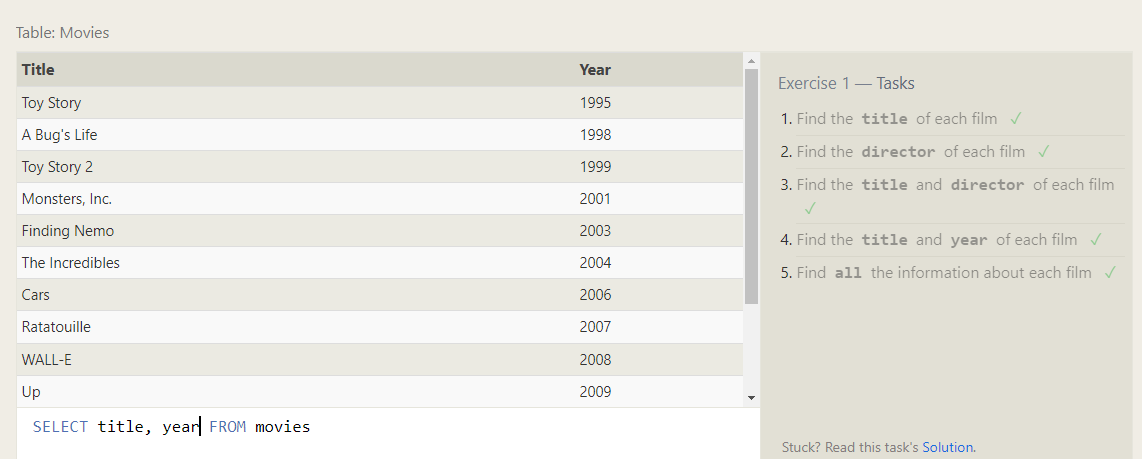 Table: Movies
Title Year
Toy Story 1995
A Bug's Life 1998
Toy Story 2 1999
Monsters, Inc. 2001
Finding Nemo 2003
The Incredibles 2004
Cars 2006
Ratatouille 2007
WALL-E 2008
Up 2009
SELECT title, year FROM movies
Exercise 1 — Tasks
1. Find the title of each film ✓
2. Find the director of each film ✓
3. Find the title and director of each film
✓
4. Find the title and year of each film ✓
5. Find all the information about each film ✓
Stuck? Read this task's Solution.